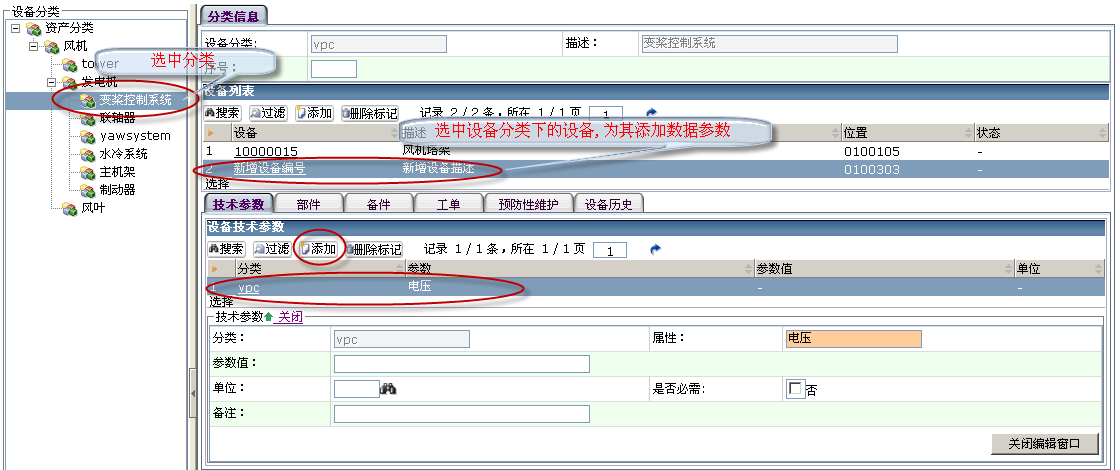 设备分类
资产分类
风机
tower
发电机
变桨控制系统
联轴器
yawsystem
水冷系统
主机架
制动器
风叶
选中分类
分类信息
设备分类: vpc 描述： 变桨控制系统
序号：
设备列表
搜索 过滤 添加 删除标记 记录 2 / 2 条，所在 1 / 1 页 1
设备 描述 位置 状态
选中设备分类下的设备,为其添加数据参数
1 10000015 风机塔架 0100105 -
2 新增设备编号 新增设备描述 0100303 -
选择
技术参数 部件 备件 工单 预防性维护 设备历史
设备技术参数
搜索 过滤 添加 删除标记 记录 1 / 1 条，所在 1 / 1 页 1
分类 参数 参数值 单位
1 vpc 电压 - -
选择
技术参数 关闭
分类： vpc 属性： 电压
参数值：
单位： 是否必需: 否
备注：
关闭编辑窗口